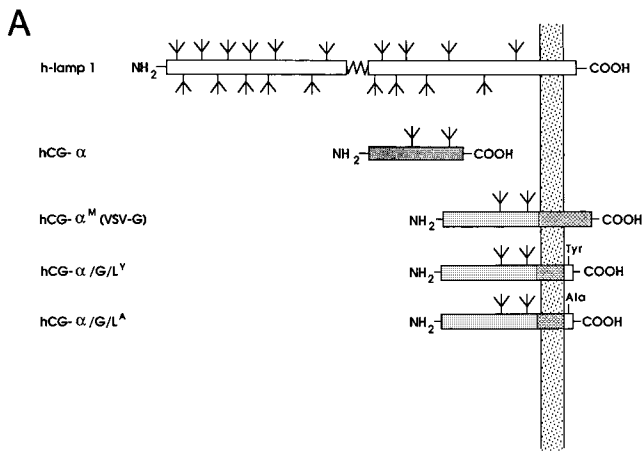 A
h-lamp 1 NH2 COOH
hCG- α NH2 COOH
hCG- α M (VSV-G) NH2 COOH
Tyr
hCG- α /G/L Y NH2 COOH
Ala
hCG- α /G/L A NH2 COOH